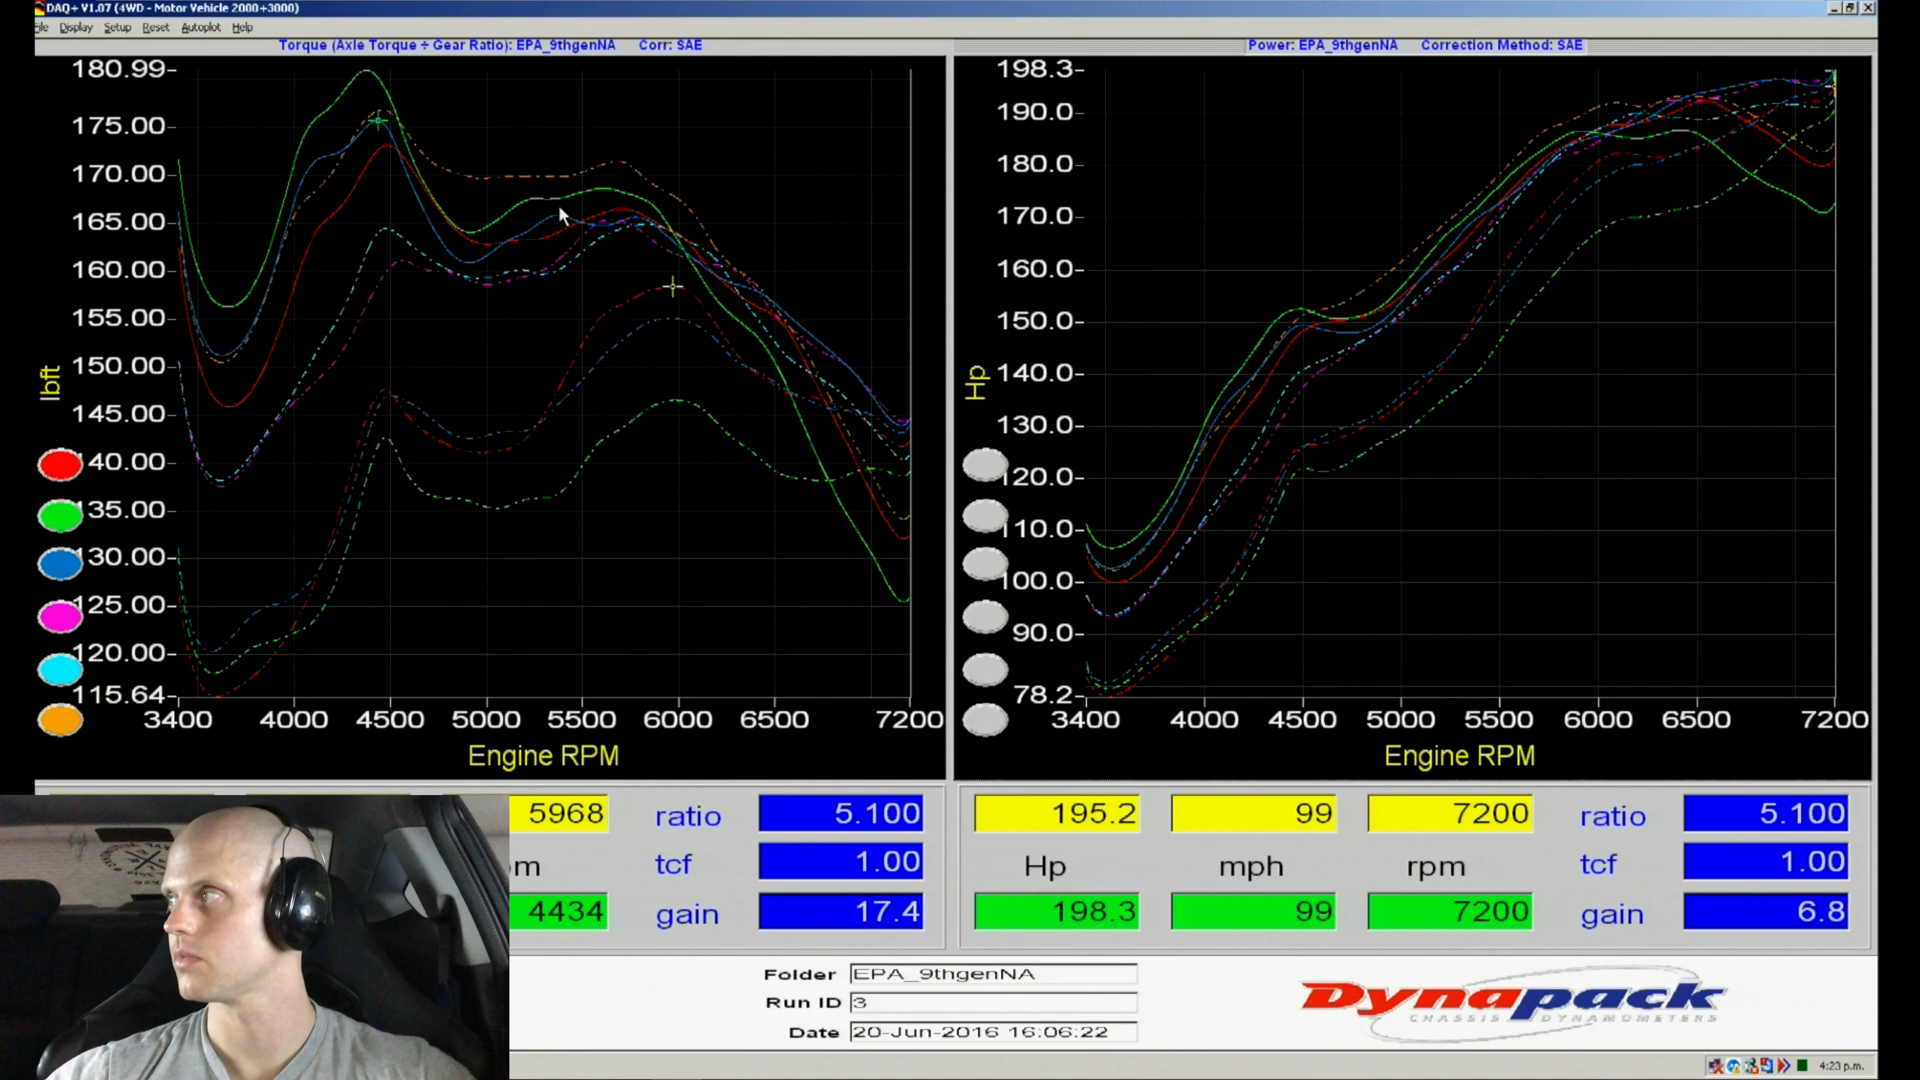 DAQ+ V1.07 (4WD - Motor Vehicle 2000+3000)
File Display Setup Reset Autoplot Help
Torque (Axle Torque ÷ Gear Ratio): EPA_9thgenNA Corr: SAE
180.99
175.00
170.00
165.00
160.00
155.00
150.00
145.00
40.00
35.00
30.00
25.00
120.00
115.64
lbft
3400 4000 4500 5000 5500 6000 6500 7200
Engine RPM
Power: EPA_9thgenNA Correction Method: SAE
198.3
190.0
180.0
170.0
160.0
150.0
140.0
130.0
120.0
110.0
100.0
90.0
78.2
Hp
3400 4000 4500 5000 5500 6000 6500 7200
Engine RPM
5968 ratio 5.100
m tcf 1.00
4434 gain 17.4
195.2 99 7200 ratio 5.100
Hp mph rpm tcf 1.00
198.3 99 7200 gain 6.8
Folder EPA_9thgenNA
Run ID 3
Date 20-Jun-2016 16:06:22
Dynapack
CHASSIS DYNAMOMETERS
4:23 p.m.